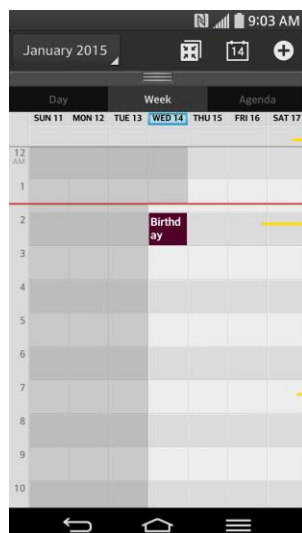 9:03 AM
January 2015
14
Day Week Agenda
SUN 11 MON 12 TUE 13 WED 14 THU 15 FRI 16 SAT 17
12
AM
1
2
Birthd
ay
3
4
5
6
7
8
9
10